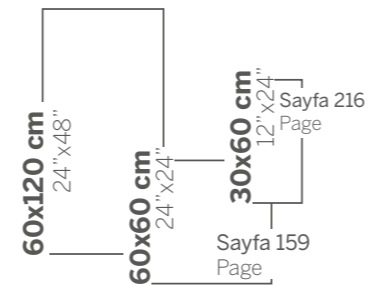 60x120 cm
24"x48"
60x60 cm
24"x24"
30x60 cm
12"x24"
Sayfa 216
Page
Sayfa 159
Page